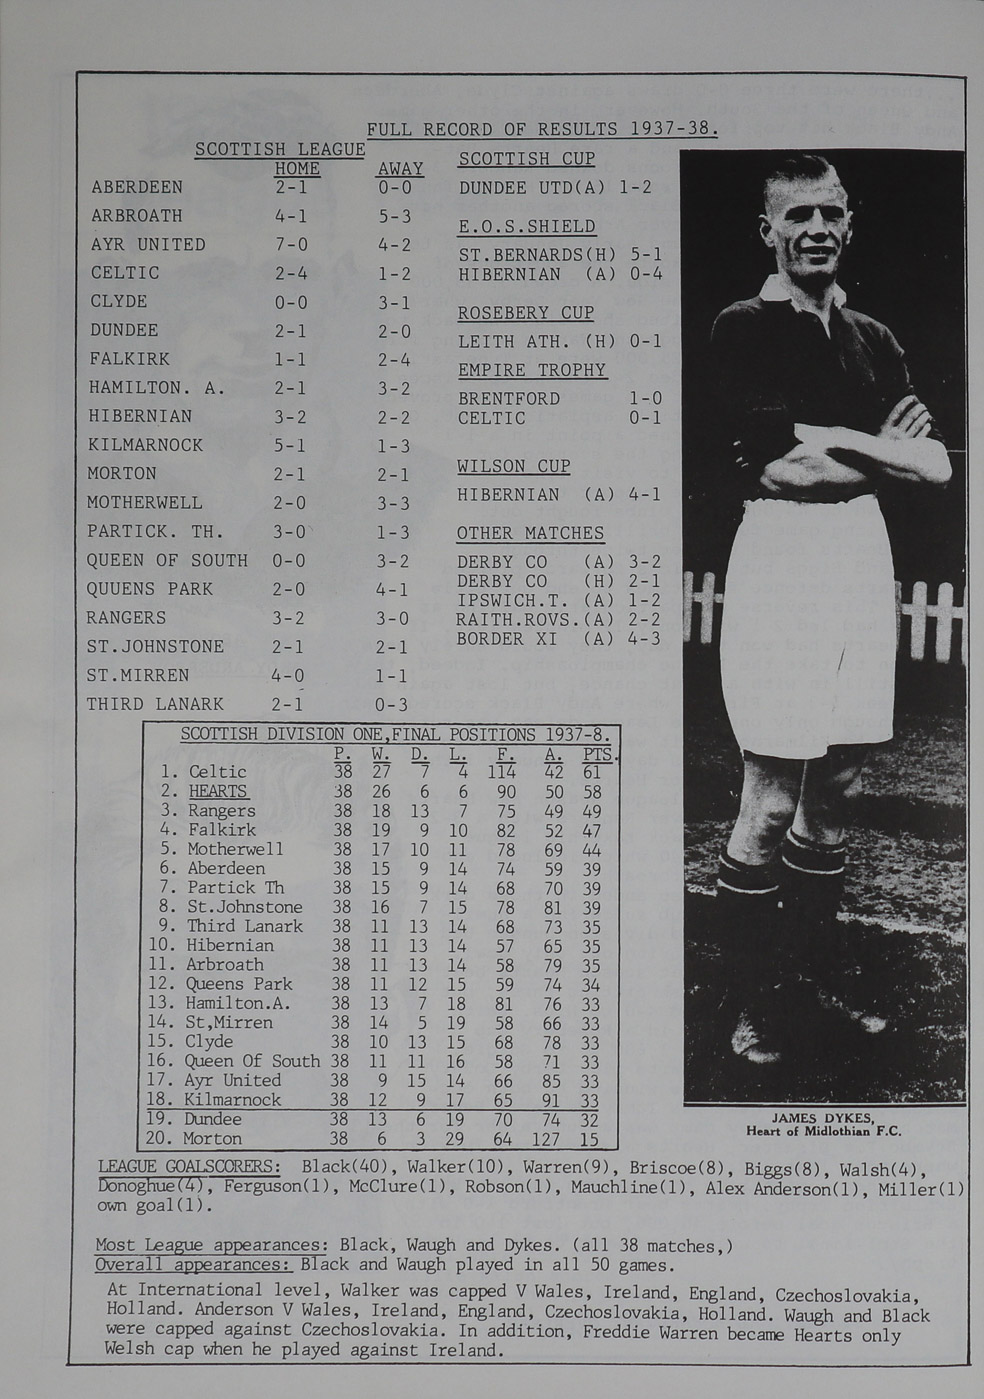 FULL RECORD OF RESULTS 1937-38.
SCOTTISH LEAGUE
HOME AWAY
ABERDEEN 2-1 0-0
ARBROATH 4-1 5-3
AYR UNITED 7-0 4-2
CELTIC 2-4 1-2
CLYDE 0-0 3-1
DUNDEE 2-1 2-0
FALKIRK 1-1 2-4
HAMILTON. A. 2-1 3-2
HIBERNIAN 3-2 2-2
KILMARNOCK 5-1 1-3
MORTON 2-1 2-1
MOTHERWELL 2-0 3-3
PARTICK. TH. 3-0 1-3
QUEEN OF SOUTH 0-0 3-2
QUUENS PARK 2-0 4-1
RANGERS 3-2 3-0
ST.JOHNSTONE 2-1 2-1
ST.MIRREN 4-0 1-1
THIRD LANARK 2-1 0-3
SCOTTISH CUP
DUNDEE UTD(A) 1-2
E.O.S.SHIELD
ST.BERNARDS(H) 5-1
HIBERNIAN (A) 0-4
ROSEBERY CUP
LEITH ATH. (H) 0-1
EMPIRE TROPHY
BRENTFORD 1-0
CELTIC 0-1
WILSON CUP
HIBERNIAN (A) 4-1
OTHER MATCHES
DERBY CO (A) 3-2
DERBY CO (H) 2-1
IPSWICH.T. (A) 1-2
RAITH.ROVS.(A) 2-2
BORDER XI (A) 4-3
SCOTTISH DIVISION ONE,FINAL POSITIONS 1937-8.
P. W. D. L. F. A. PTS.
1. Celtic 38 27 7 4 114 42 61
2. HEARTS 38 26 6 6 90 50 58
3. Rangers 38 18 13 7 75 49 49
4. Falkirk 38 19 9 10 82 52 47
5. Motherwell 38 17 10 11 78 69 44
6. Aberdeen 38 15 9 14 74 59 39
7. Partick Th 38 15 9 14 68 70 39
8. St.Johnstone 38 16 7 15 78 81 39
9. Third Lanark 38 11 13 14 68 73 35
10. Hibernian 38 11 13 14 57 65 35
11. Arbroath 38 11 13 14 58 79 35
12. Queens Park 38 11 12 15 59 74 34
13. Hamilton.A. 38 13 7 18 81 76 33
14. St,Mirren 38 14 5 19 58 66 33
15. Clyde 38 10 13 15 68 78 33
16. Queen Of South 38 11 11 16 58 71 33
17. Ayr United 38 9 15 14 66 85 33
18. Kilmarnock 38 12 9 17 65 91 33
19. Dundee 38 13 6 19 70 74 32
20. Morton 38 6 3 29 64 127 15
JAMES DYKES,
Heart of Midlothian F.C.
LEAGUE GOALSCORERS: Black(40), Walker(10), Warren(9), Briscoe(8), Biggs(8), Walsh(4),
Donoghue(4), Ferguson(1), McClure(1), Robson(1), Mauchline(1), Alex Anderson(1), Miller(1)
own goal(1).
Most League appearances: Black, Waugh and Dykes. (all 38 matches,)
Overall appearances: Black and Waugh played in all 50 games.
At International level, Walker was capped V Wales, Ireland, England, Czechoslovakia,
Holland. Anderson V Wales, Ireland, England, Czechoslovakia, Holland. Waugh and Black
were capped against Czechoslovakia. In addition, Freddie Warren became Hearts only
Welsh cap when he played against Ireland.